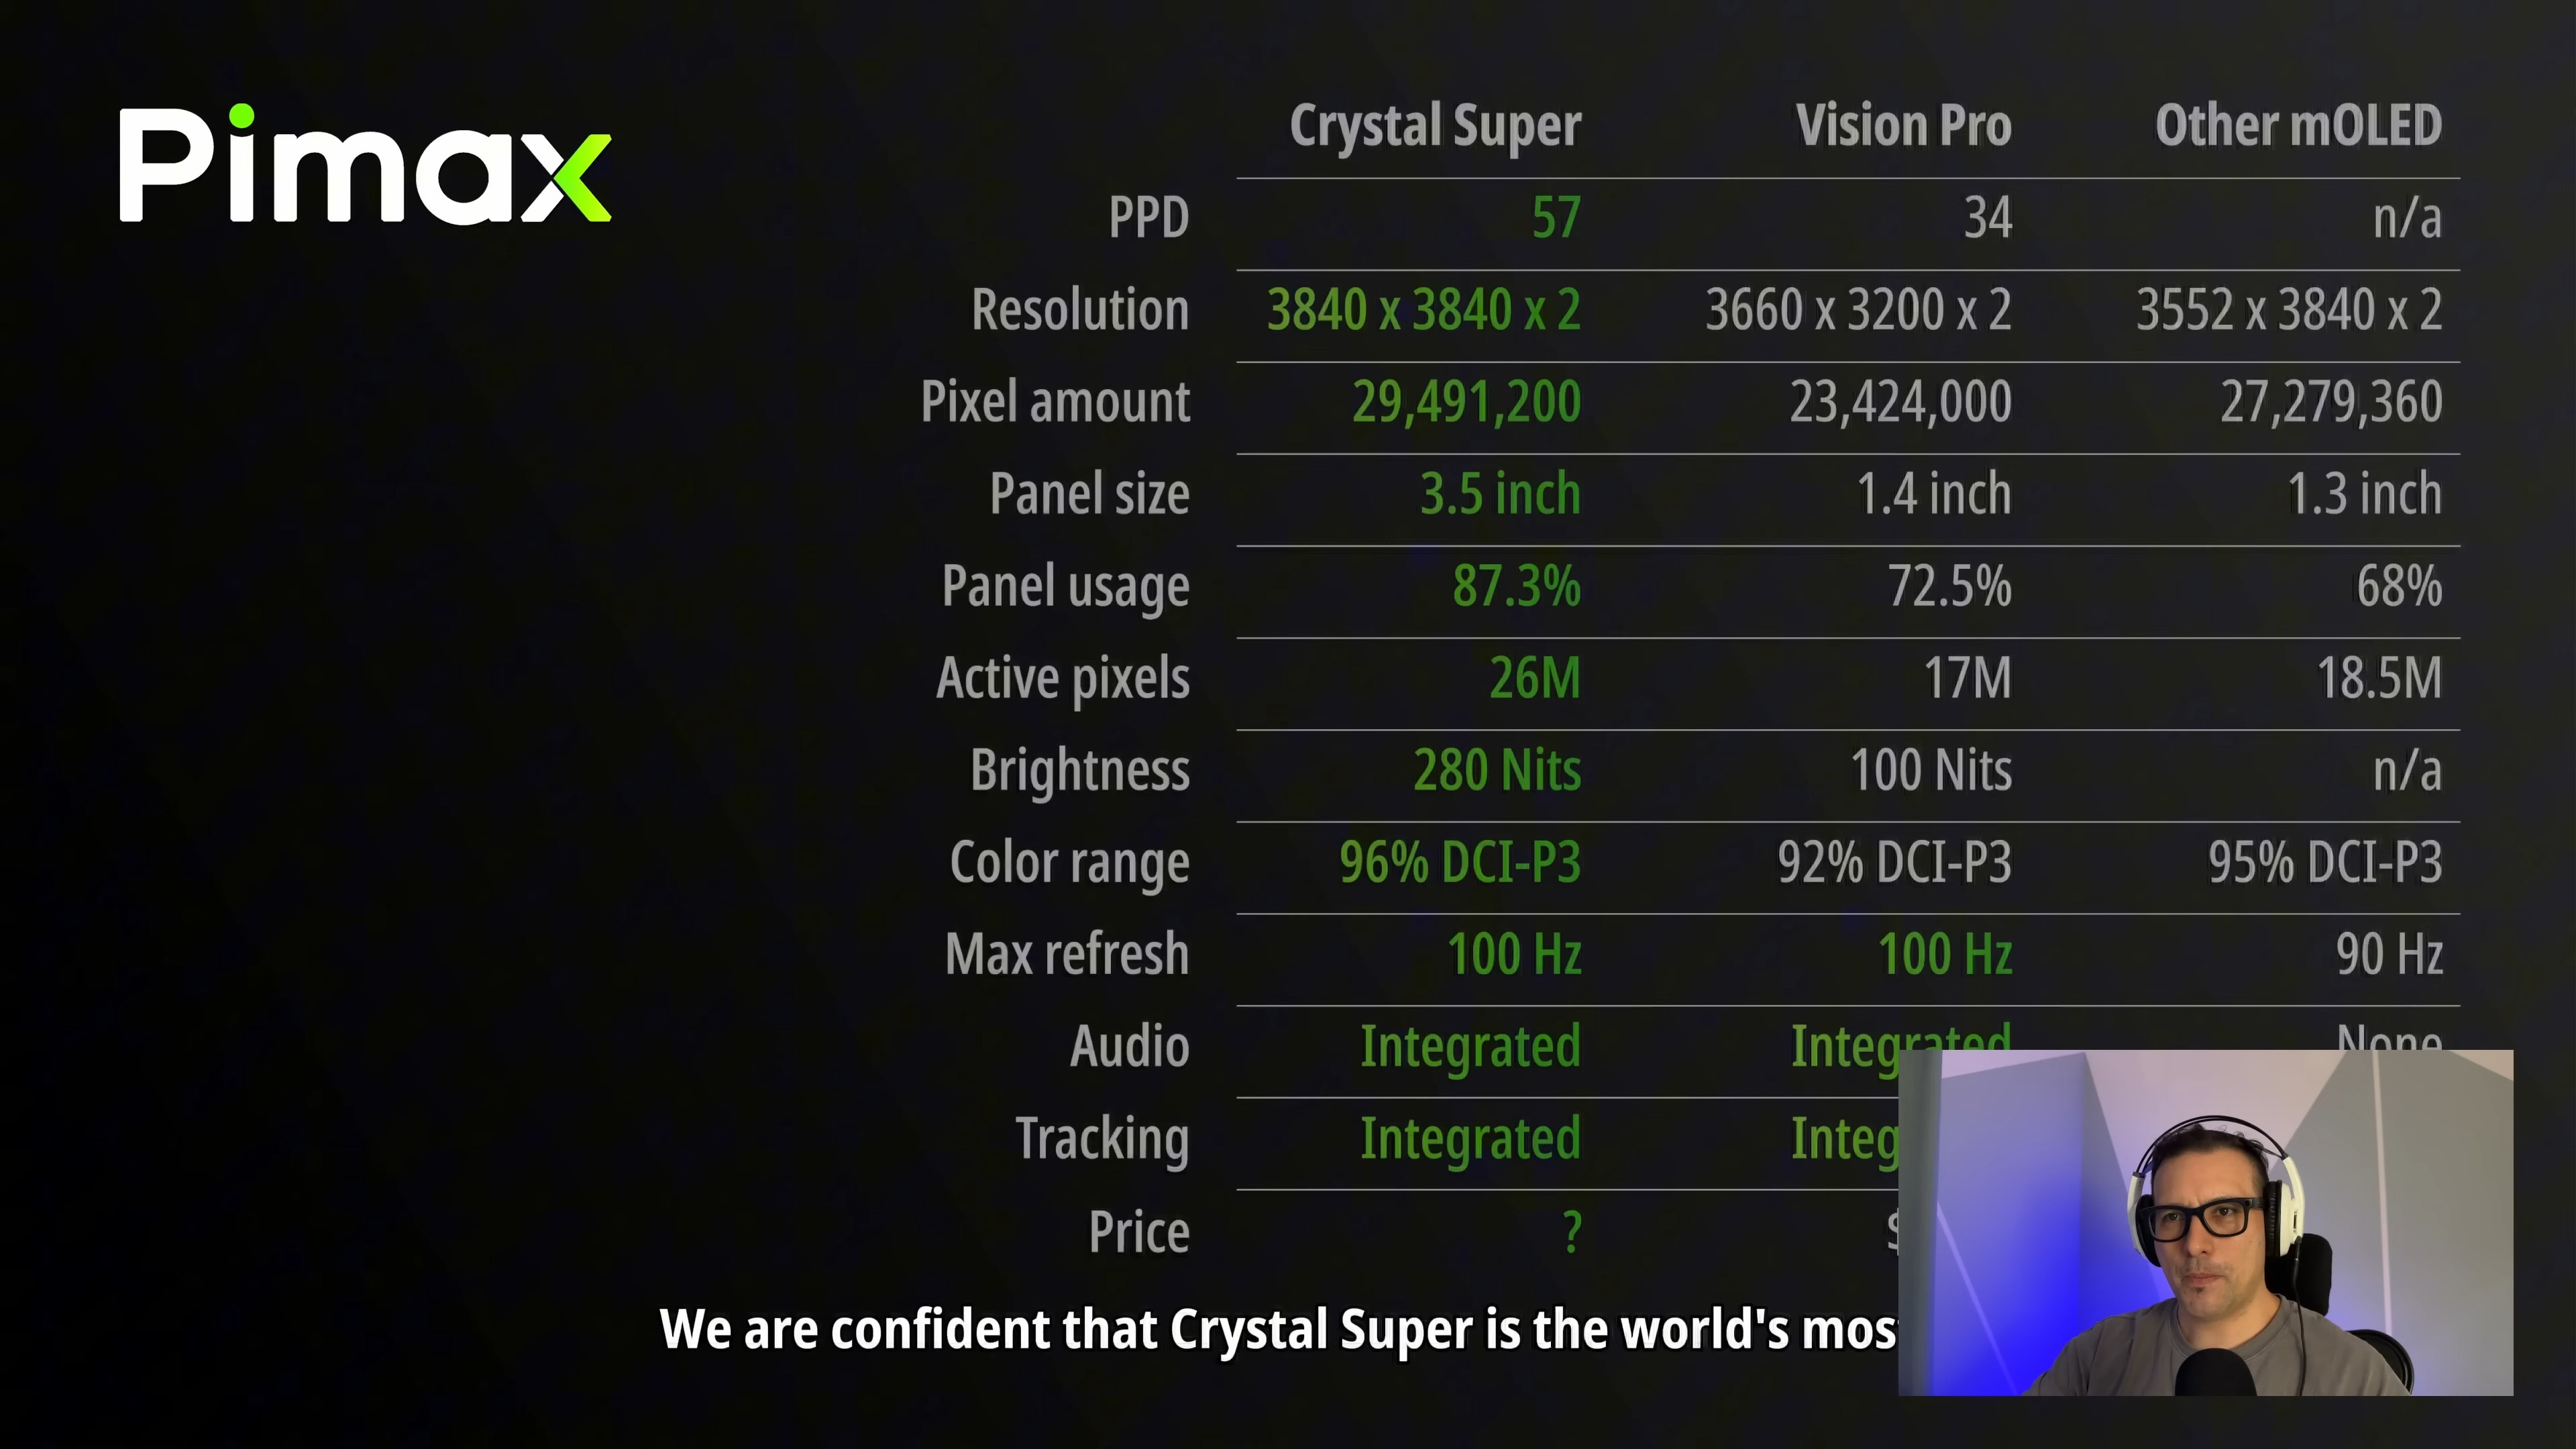 Pimax
Crystal Super Vision Pro Other mOLED
PPD 57 34 n/a
Resolution 3840 x 3840 x 2 3660 x 3200 x 2 3552 x 3840 x 2
Pixel amount 29,491,200 23,424,000 27,279,360
Panel size 3.5 inch 1.4 inch 1.3 inch
Panel usage 87.3% 72.5% 68%
Active pixels 26M 17M 18.5M
Brightness 280 Nits 100 Nits n/a
Color range 96% DCI-P3 92% DCI-P3 95% DCI-P3
Max refresh 100 Hz 100 Hz 90 Hz
Audio Integrated Integrated None
Tracking Integrated
Price ?
We are confident that Crystal Super is the world's most